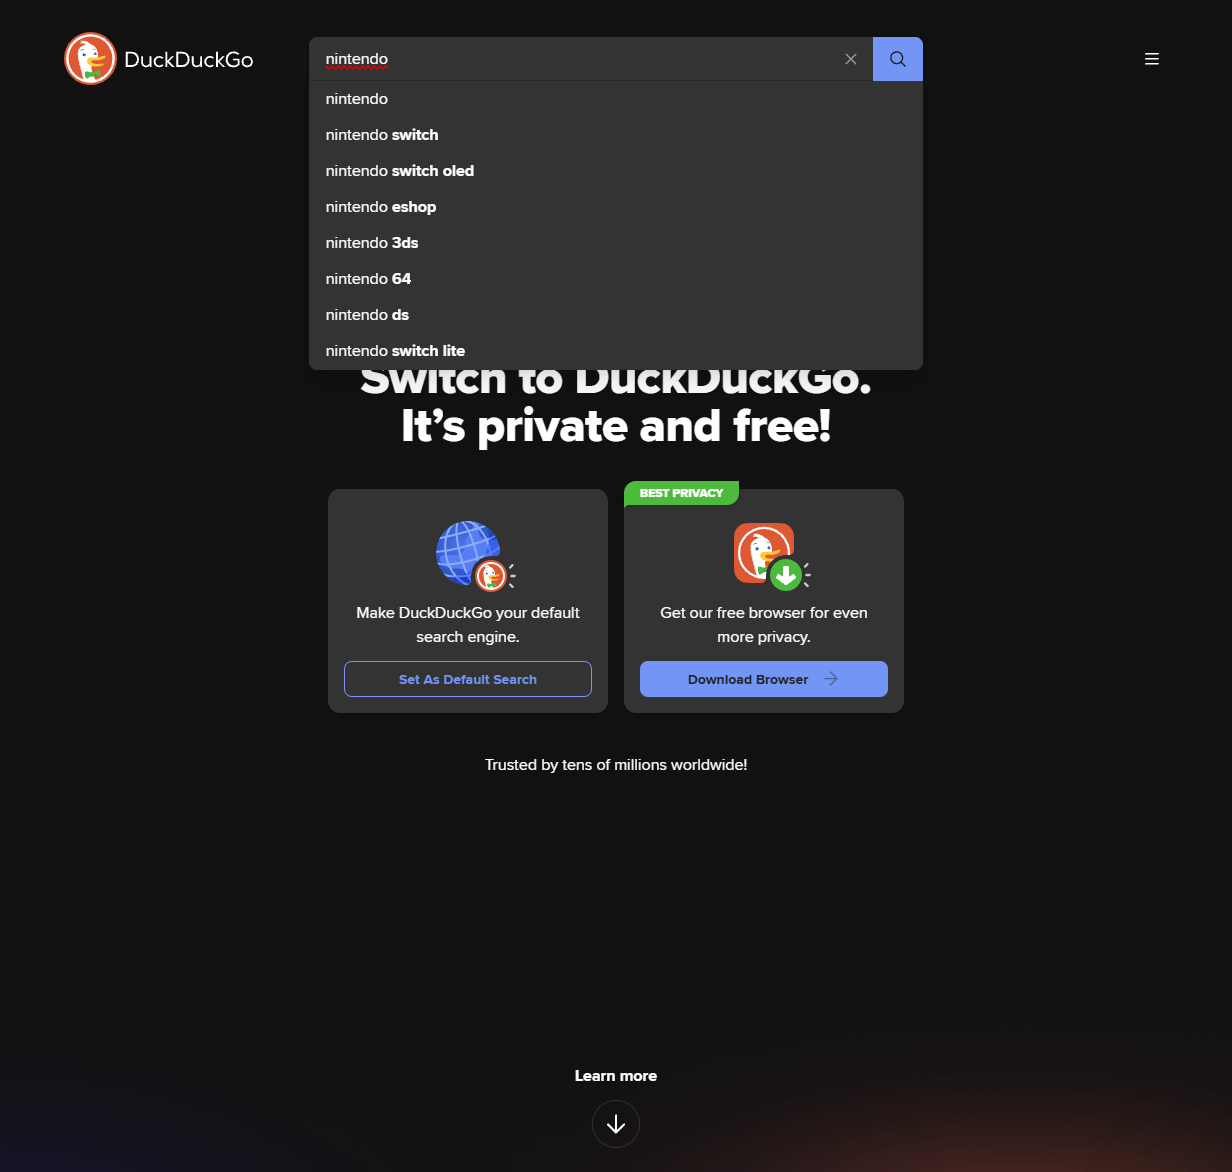 DuckDuckGo
nintendo
nintendo
nintendo switch
nintendo switch oled
nintendo eshop
nintendo 3ds
nintendo 64
nintendo ds
nintendo switch lite
Switch to DuckDuckGo.
It’s private and free!
Make DuckDuckGo your default
search engine.
Set As Default Search
BEST PRIVACY
Get our free browser for even
more privacy.
Download Browser
Trusted by tens of millions worldwide!
Learn more